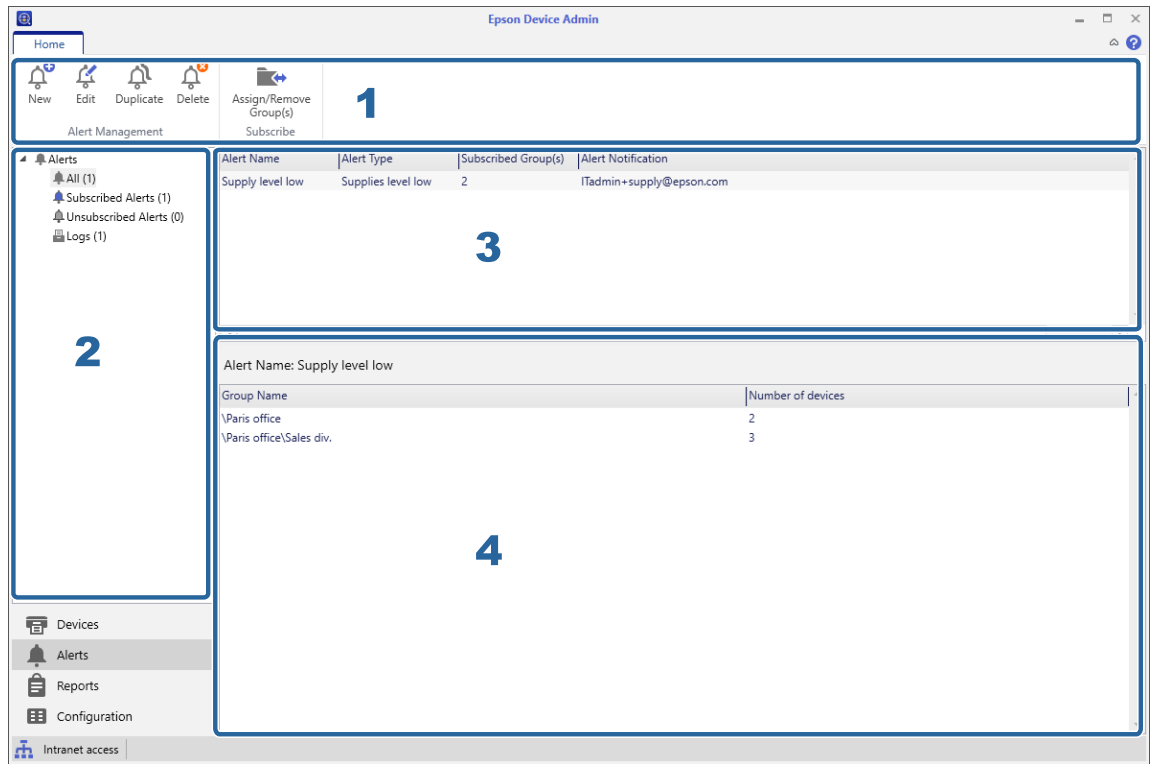 Epson Device Admin
Home
New Edit Duplicate Delete Assign/Remove Group(s)
Alert Management Subscribe
1
Alerts
All (1)
Subscribed Alerts (1)
Unsubscribed Alerts (0)
Logs (1)
2
Alert Name Alert Type Subscribed Group(s) Alert Notification
Supply level low Supplies level low 2 ITadmin+supply@epson.com
3
Alert Name: Supply level low
Group Name Number of devices
\Paris office 2
\Paris office\Sales div. 3
4
Devices
Alerts
Reports
Configuration
Intranet access